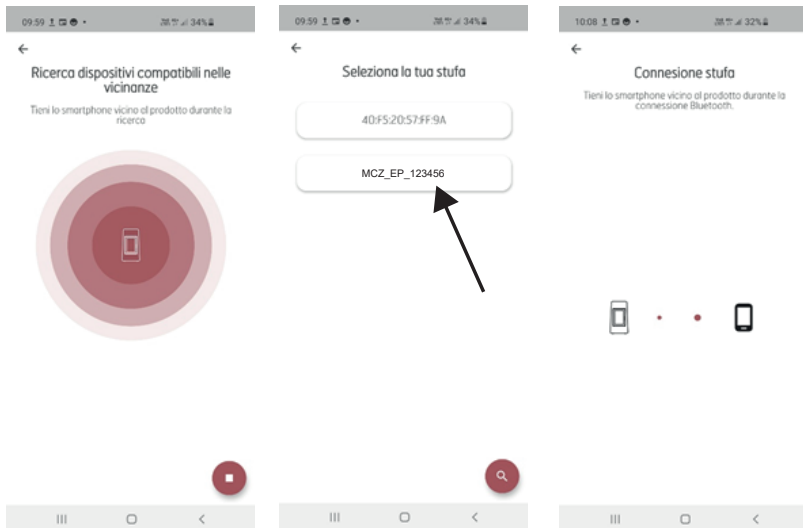 09:59
34%
Ricerca dispositivi compatibili nelle
vicinanze
Tieni lo smartphone vicino al prodotto durante la
ricerca
09:59
34%
Seleziona la tua stufa
40:F5:20:57:FF:9A
MCZ_EP_123456
10:08
32%
Connesione stufa
Tieni lo smartphone vicino al prodotto durante la
connessione Bluetooth.